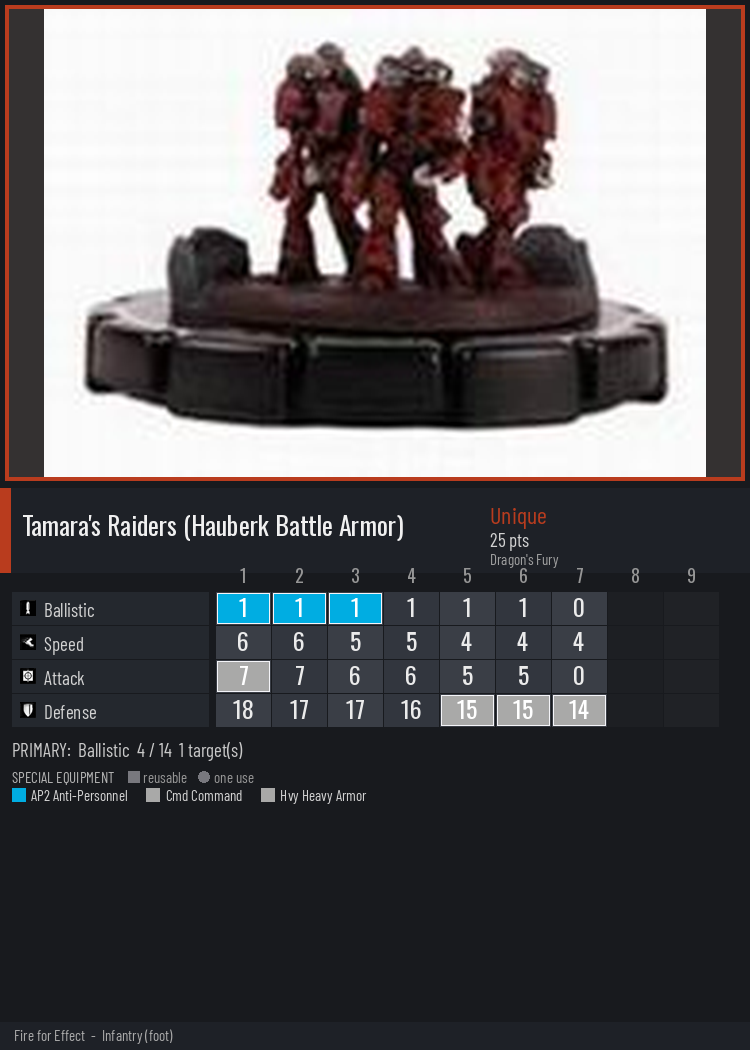 Tamara's Raiders (Hauberk Battle Armor)
Unique
25 pts
Dragon's Fury
1 2 3 4 5 6 7 8 9
Ballistic 1 1 1 1 1 1 0
Speed 6 6 5 5 4 4 4
Attack 7 7 6 6 5 5 0
Defense 18 17 17 16 15 15 14
PRIMARY: Ballistic 4 / 14 1 target(s)
SPECIAL EQUIPMENT reusable one use
AP2 Anti-Personnel Cmd Command Hvy Heavy Armor
Fire for Effect - Infantry (foot)